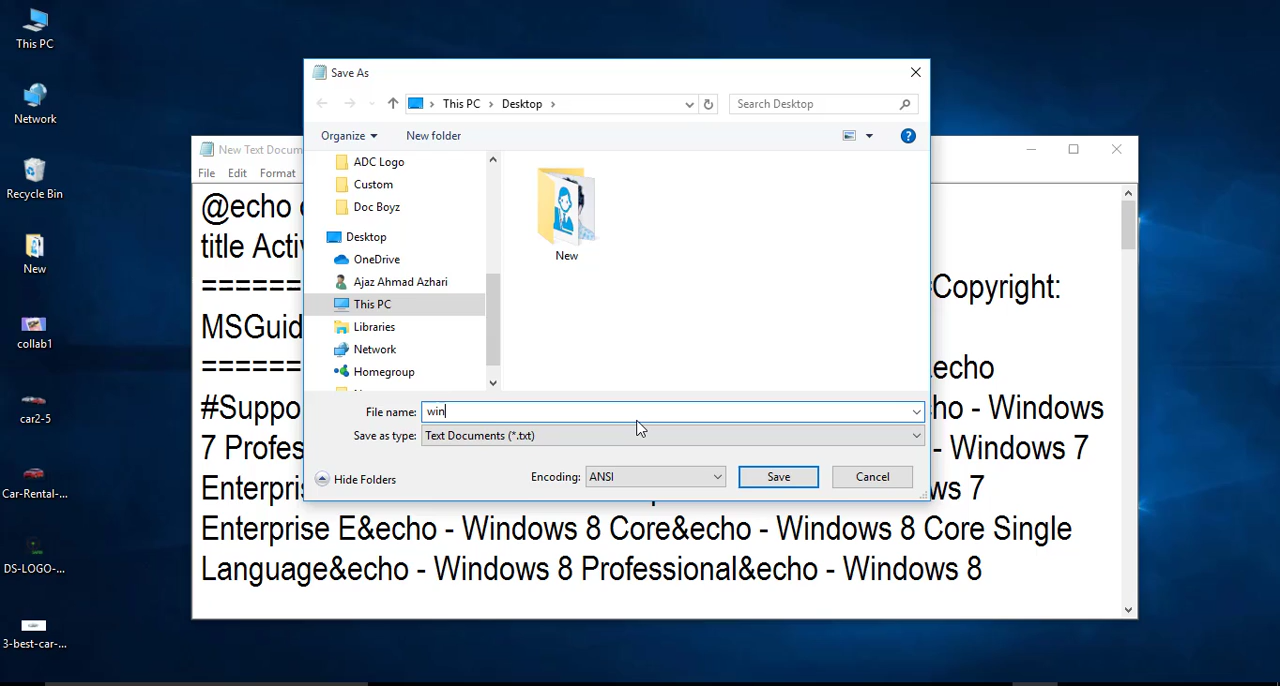 This PC
Network
Recycle Bin
New
collab1
car2-5
Car-Rental-...
DS-LOGO-...
3-best-car-...
Save As
This PC
Desktop
Search Desktop
Organize
New folder
ADC Logo
Custom
Doc Boyz
Desktop
OneDrive
Ajaz Ahmad Azhari
This PC
Libraries
Network
Homegroup
New
File name: win
Save as type: Text Documents (*.txt)
Hide Folders
Encoding: ANSI
Save
Cancel
New Text Docum
File Edit Format
@echo
title Activ
============ Copyright:
MSGuid
echo
#Suppo ho - Windows
7 Profes - Windows 7
Enterpris ws 7
Enterprise E&echo - Windows 8 Core&echo - Windows 8 Core Single
Language&echo - Windows 8 Professional&echo - Windows 8